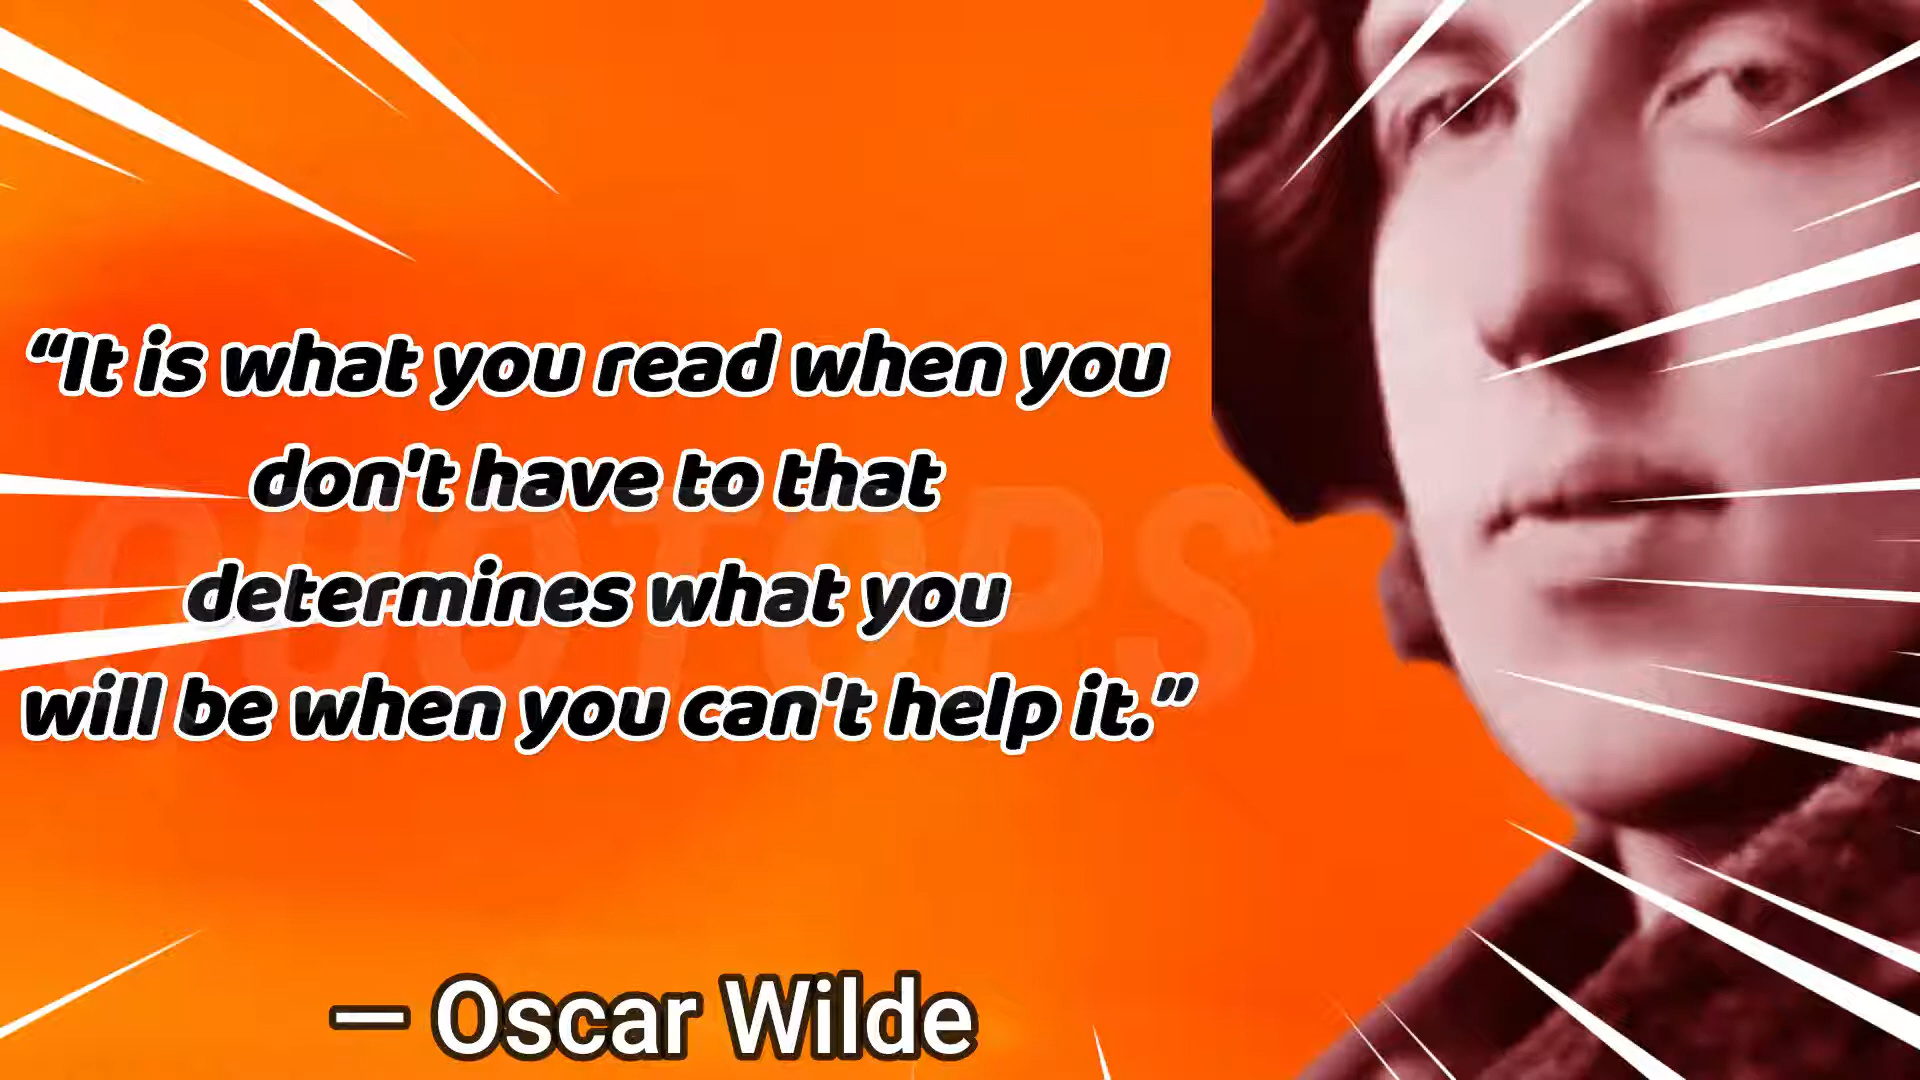 “It is what you read when you
don't have to that
determines what you
will be when you can't help it.”
QUOTOPS
— Oscar Wilde